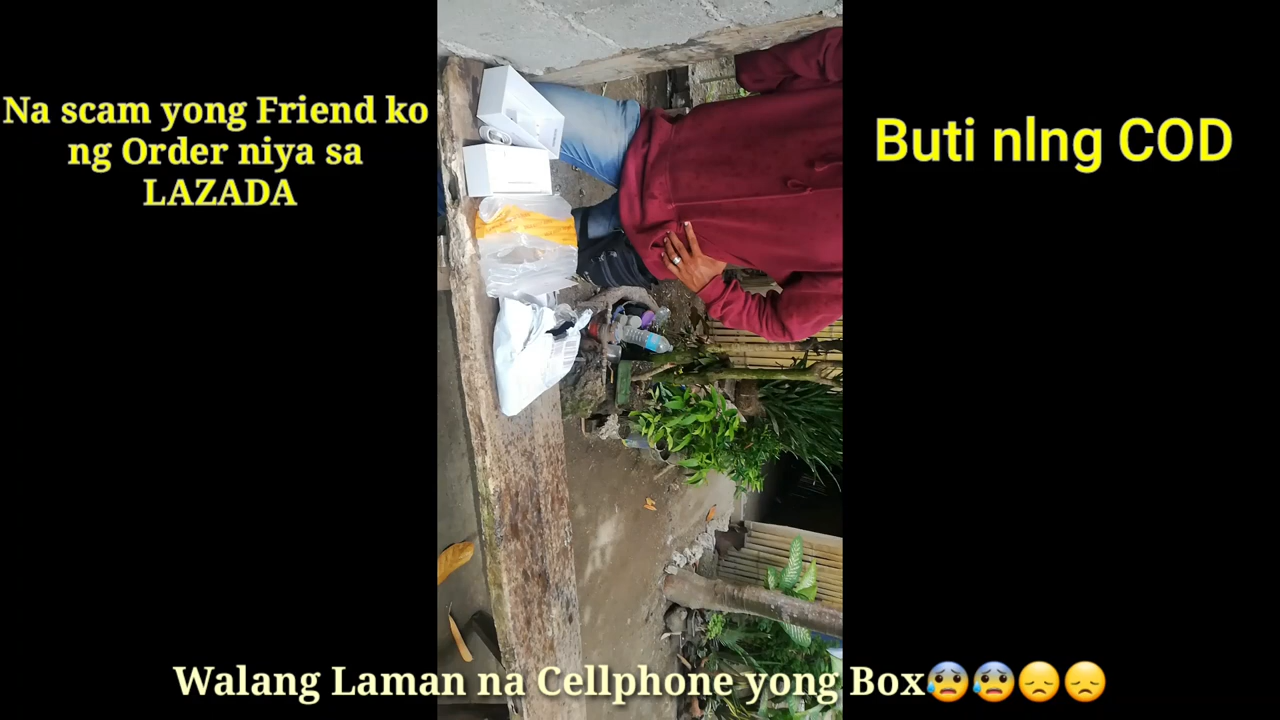 Na scam yong Friend ko
ng Order niya sa
LAZADA
Buti nlng COD
Walang Laman na Cellphone yong Box😰😰😞😞